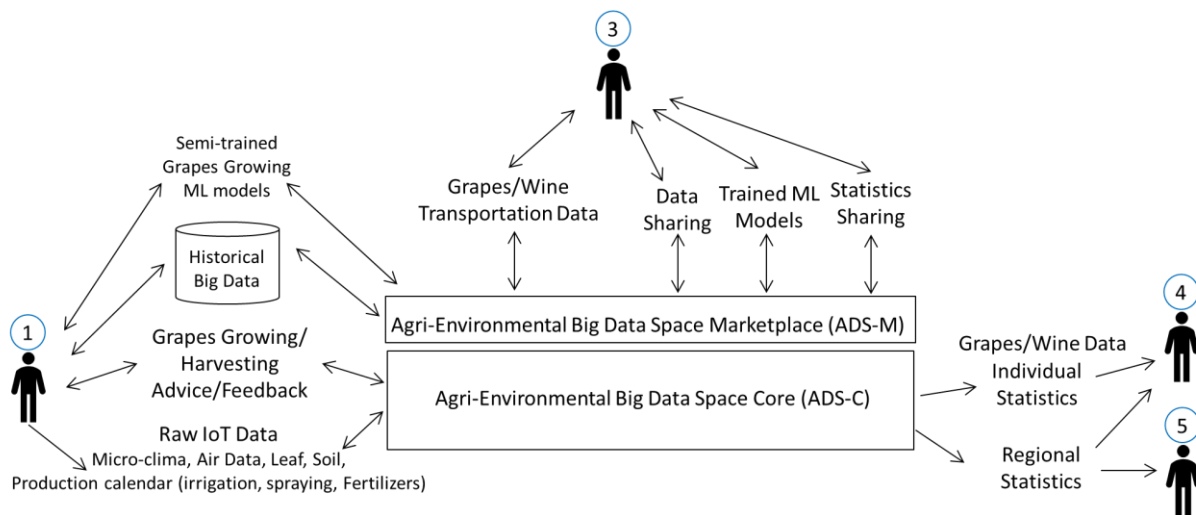 3
Semi-trained
Grapes Growing
ML models
Grapes/Wine
Transportation Data
Data
Sharing
Trained ML
Models
Statistics
Sharing
Historical
Big Data
1
Grapes Growing/
Harvesting
Advice/Feedback
Raw IoT Data
Micro-clima, Air Data, Leaf, Soil,
Production calendar (irrigation, spraying, Fertilizers)
Agri-Environmental Big Data Space Marketplace (ADS-M)
Agri-Environmental Big Data Space Core (ADS-C)
Grapes/Wine Data
Individual
Statistics
Regional
Statistics
4
5